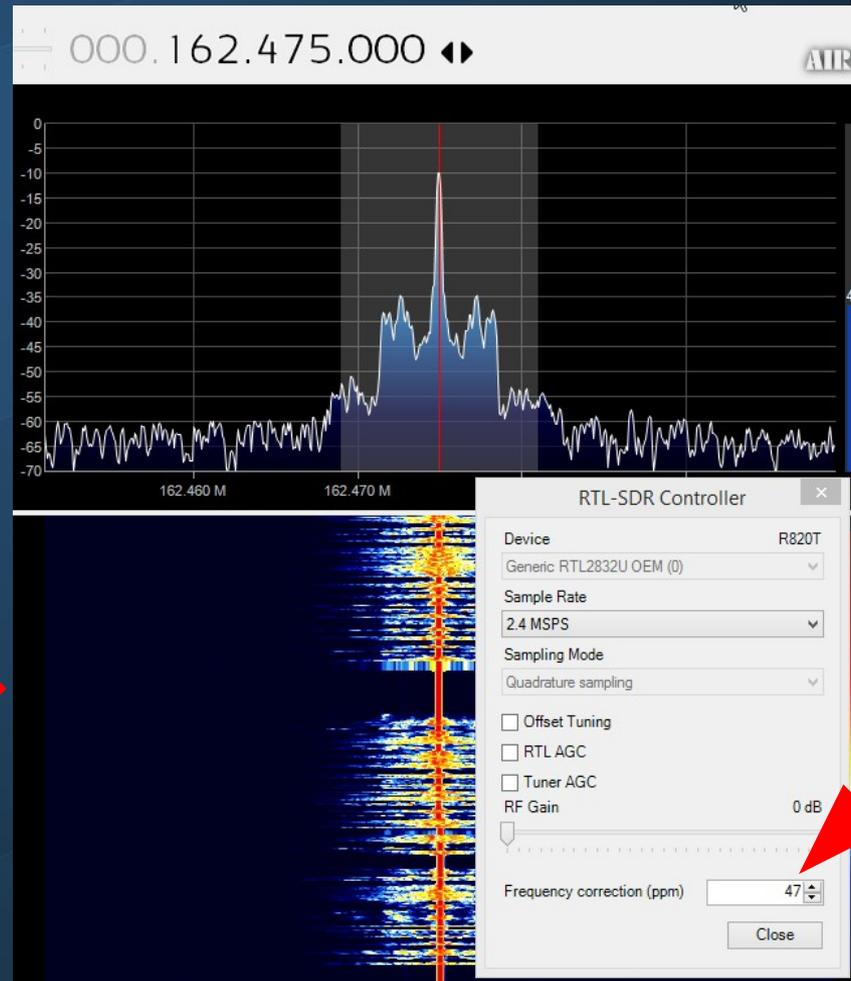 000.162.475.000
AIR
0
-5
-10
-15
-20
-25
-30
-35
-40
-45
-50
-55
-60
-65
-70
4
162.460 M 162.470 M
RTL-SDR Controller
Device R820T
Generic RTL2832U OEM (0)
Sample Rate
2.4 MSPS
Sampling Mode
Quadrature sampling
Offset Tuning
RTL AGC
Tuner AGC
RF Gain 0 dB
Frequency correction (ppm) 47
Close